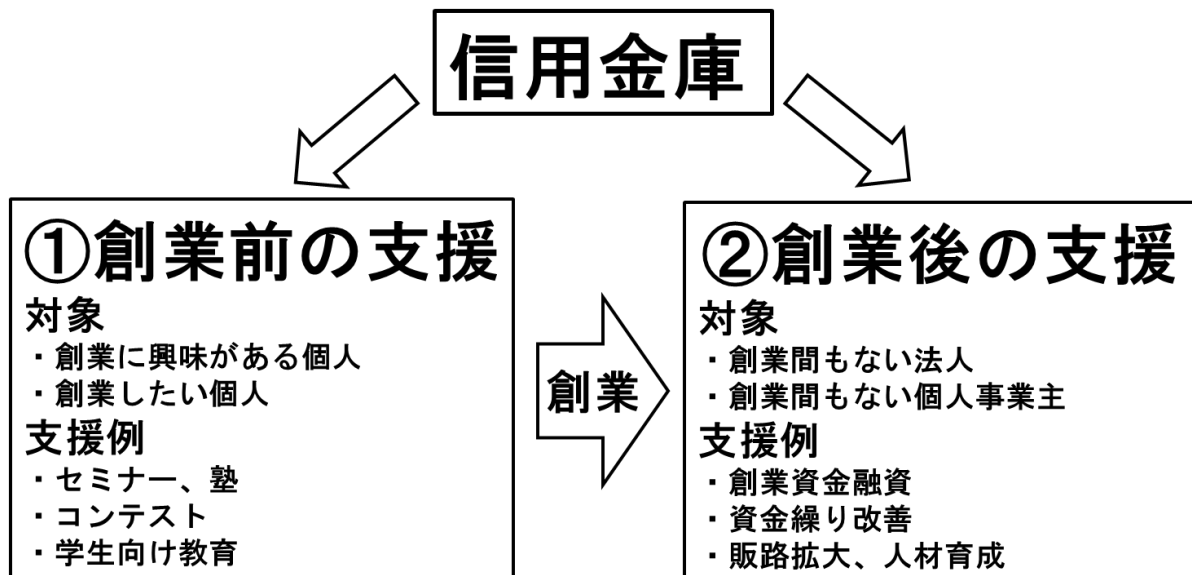 信用金庫
①創業前の支援
対象
・創業に興味がある個人
・創業したい個人
支援例
・セミナー、塾
・コンテスト
・学生向け教育
創業
②創業後の支援
対象
・創業間もない法人
・創業間もない個人事業主
支援例
・創業資金融資
・資金繰り改善
・販路拡大、人材育成